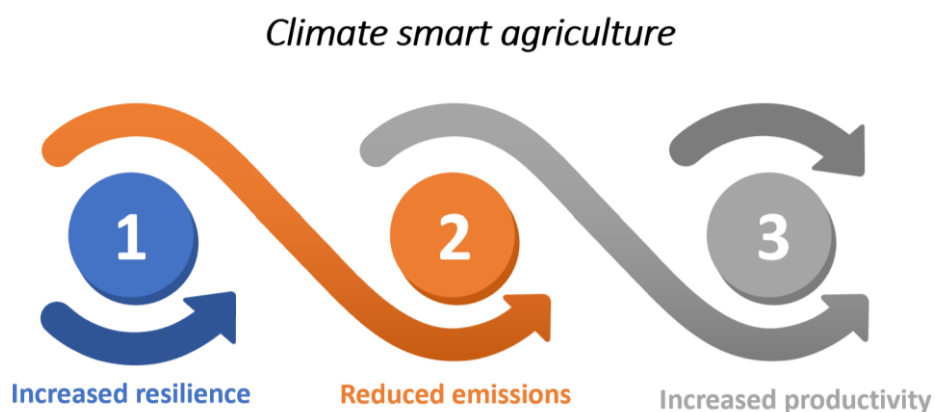 Climate smart agriculture
1
2
3
Increased resilience
Reduced emissions
Increased productivity